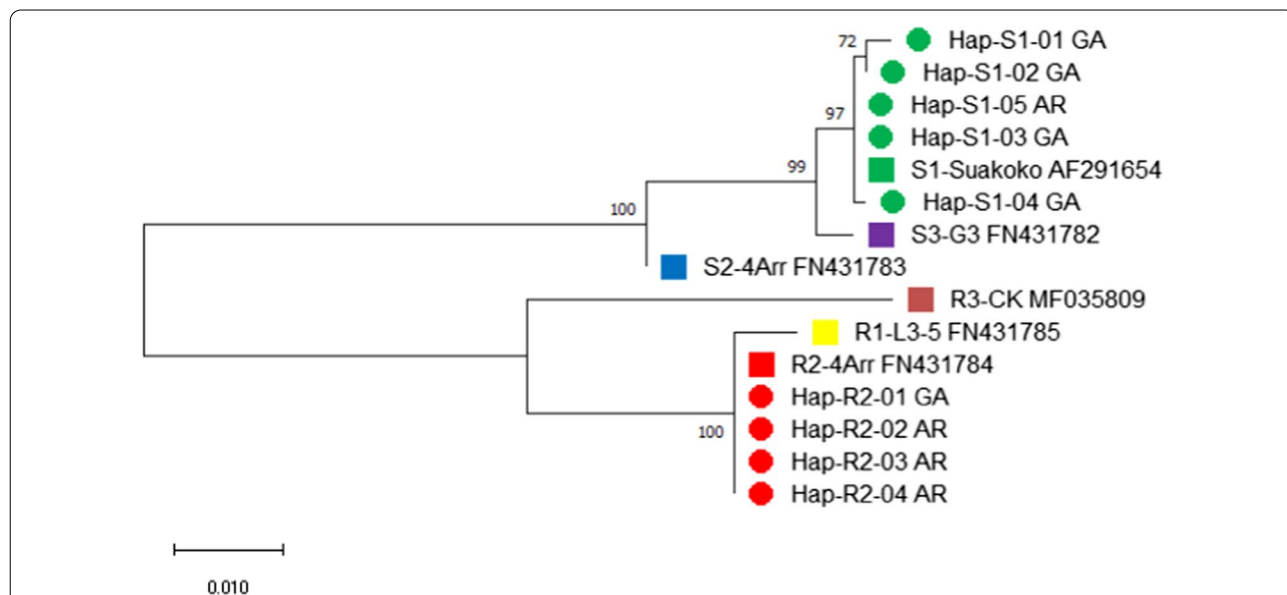 72
Hap-S1-01 GA
Hap-S1-02 GA
Hap-S1-05 AR
97
Hap-S1-03 GA
99
S1-Suakoko AF291654
Hap-S1-04 GA
100
S3-G3 FN431782
S2-4Arr FN431783
R3-CK MF035809
R1-L3-5 FN431785
R2-4Arr FN431784
Hap-R2-01 GA
Hap-R2-02 AR
100
Hap-R2-03 AR
Hap-R2-04 AR
0.010